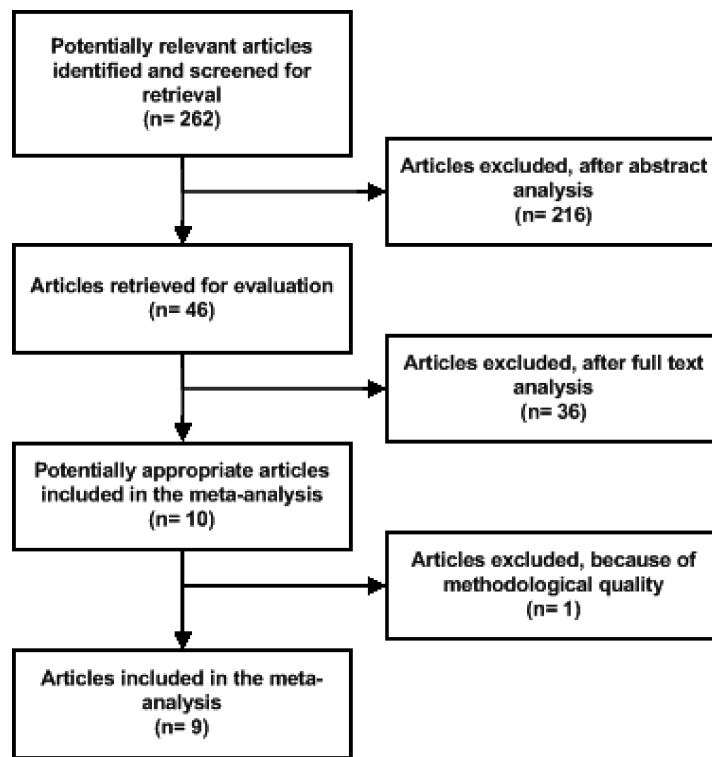 Potentially relevant articles
identified and screened for
retrieval
(n= 262)
Articles excluded, after abstract
analysis
(n= 216)
Articles retrieved for evaluation
(n= 46)
Articles excluded, after full text
analysis
(n= 36)
Potentially appropriate articles
included in the meta-analysis
(n= 10)
Articles excluded, because of
methodological quality
(n= 1)
Articles included in the meta-
analysis
(n= 9)